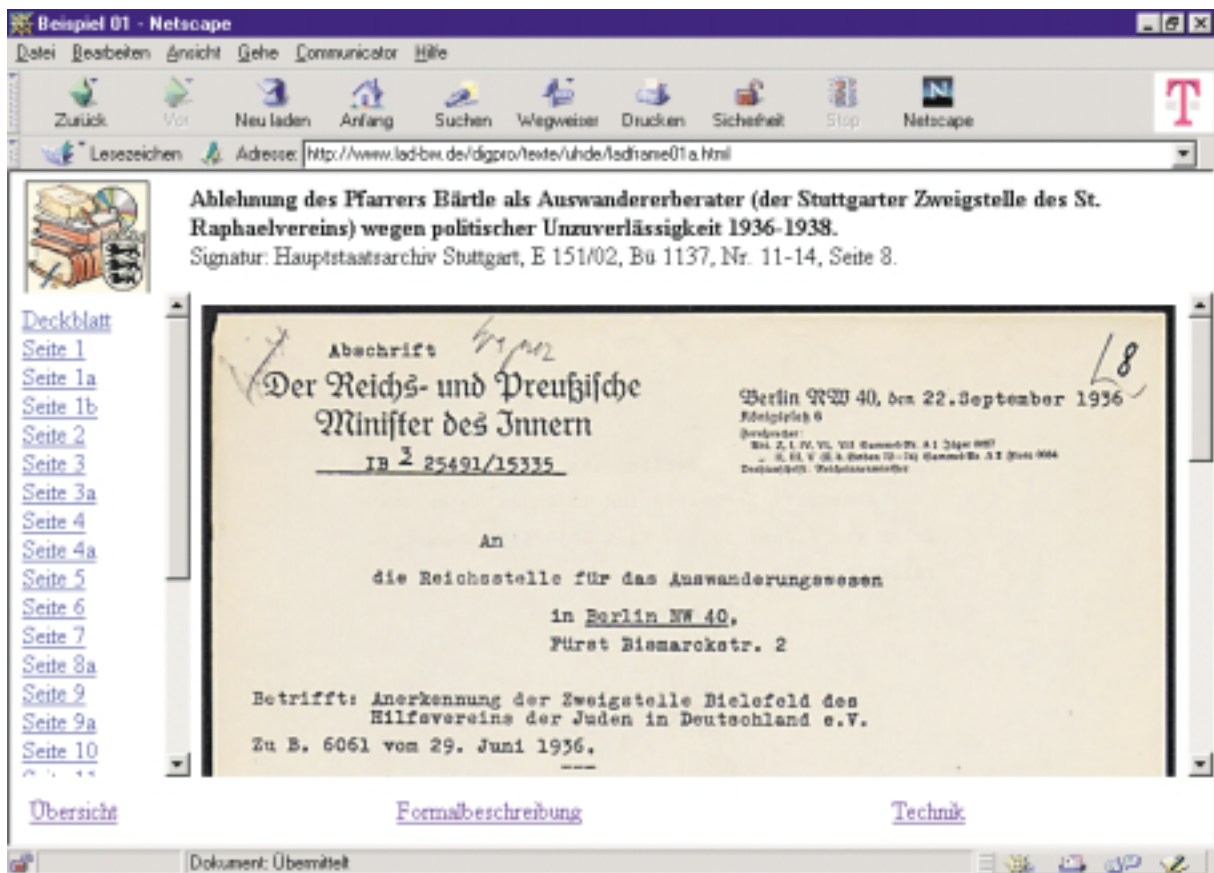 Beispiel 01 - Netscape
Datei Bearbeiten Ansicht Gehe Communicator Hilfe
Zurück Vor Neu laden Anfang Suchen Wegweiser Drucken Sicherheit Stop Netscape
Lesezeichen Adresse: http://www.lad-bw.de/digpro/texte/uhde/ladframe01a.html
Ablehnung des Pfarrers Bärtle als Auswandererberater (der Stuttgarter Zweigstelle des St.
Raphaelvereins) wegen politischer Unzuverlässigkeit 1936-1938.
Signatur: Hauptstaatsarchiv Stuttgart, E 151/02, Bü 1137, Nr. 11-14, Seite 8.
Deckblatt
Seite 1
Seite 1a
Seite 1b
Seite 2
Seite 3
Seite 3a
Seite 4
Seite 4a
Seite 5
Seite 6
Seite 7
Seite 8a
Seite 9
Seite 9a
Seite 10
Abschrift
8
Der Reichs- und Preußische
Minister des Innern
IB 3 25491/15335
Berlin NW 40, den 22.September 1936
Königsplatz 6
An
die Reichsstelle für das Auswanderungswesen
in Berlin NW 40,
Fürst Bismarckstr. 2
Betrifft: Anerkennung der Zweigstelle Bielefeld des
Hilfsvereins der Juden in Deutschland e.V.
Zu B. 6061 vom 29. Juni 1936.
Übersicht Formalbeschreibung Technik
Dokument: Übermittelt